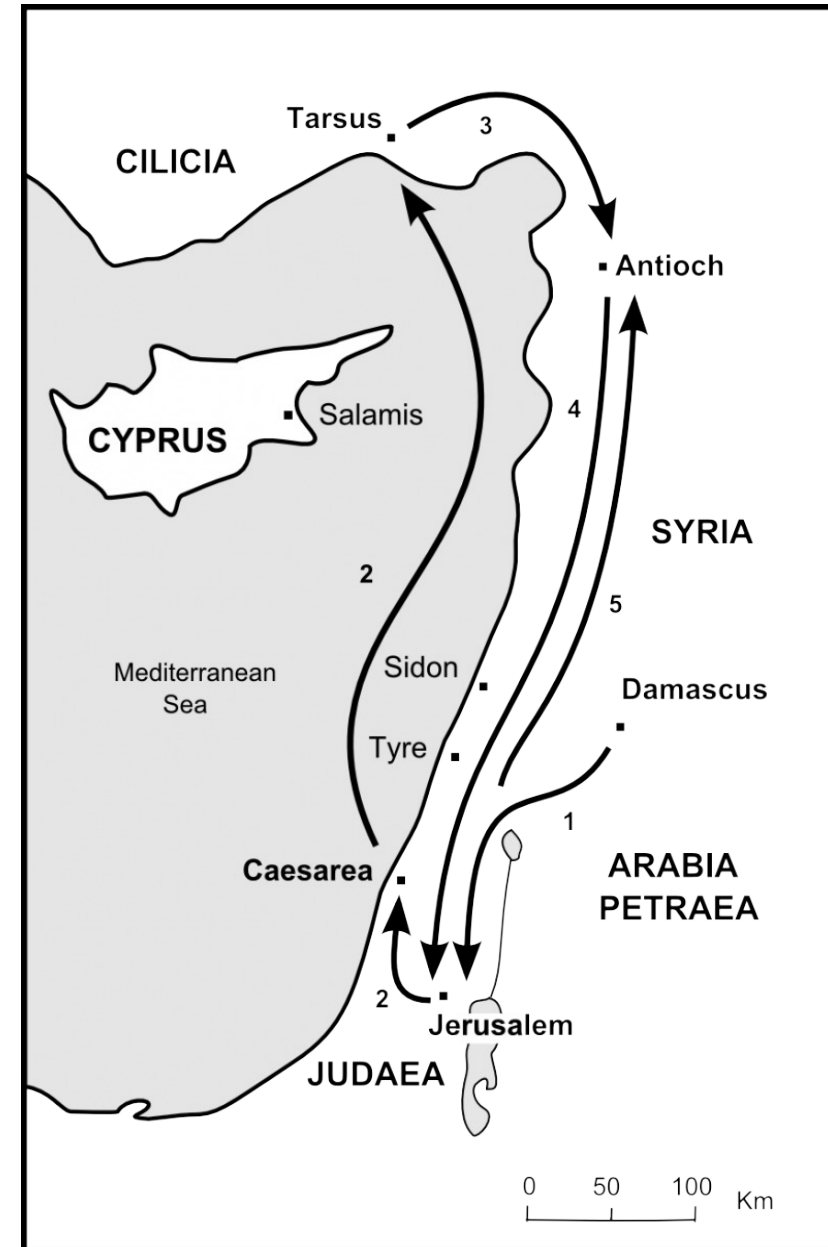 Tarsus
3
CILICIA
Antioch
Salamis
4
CYPRUS
SYRIA
2
5
Mediterranean
Sea
Sidon
Damascus
Tyre
1
Caesarea
ARABIA
PETRAEA
2
Jerusalem
JUDAEA
0 50 100 Km